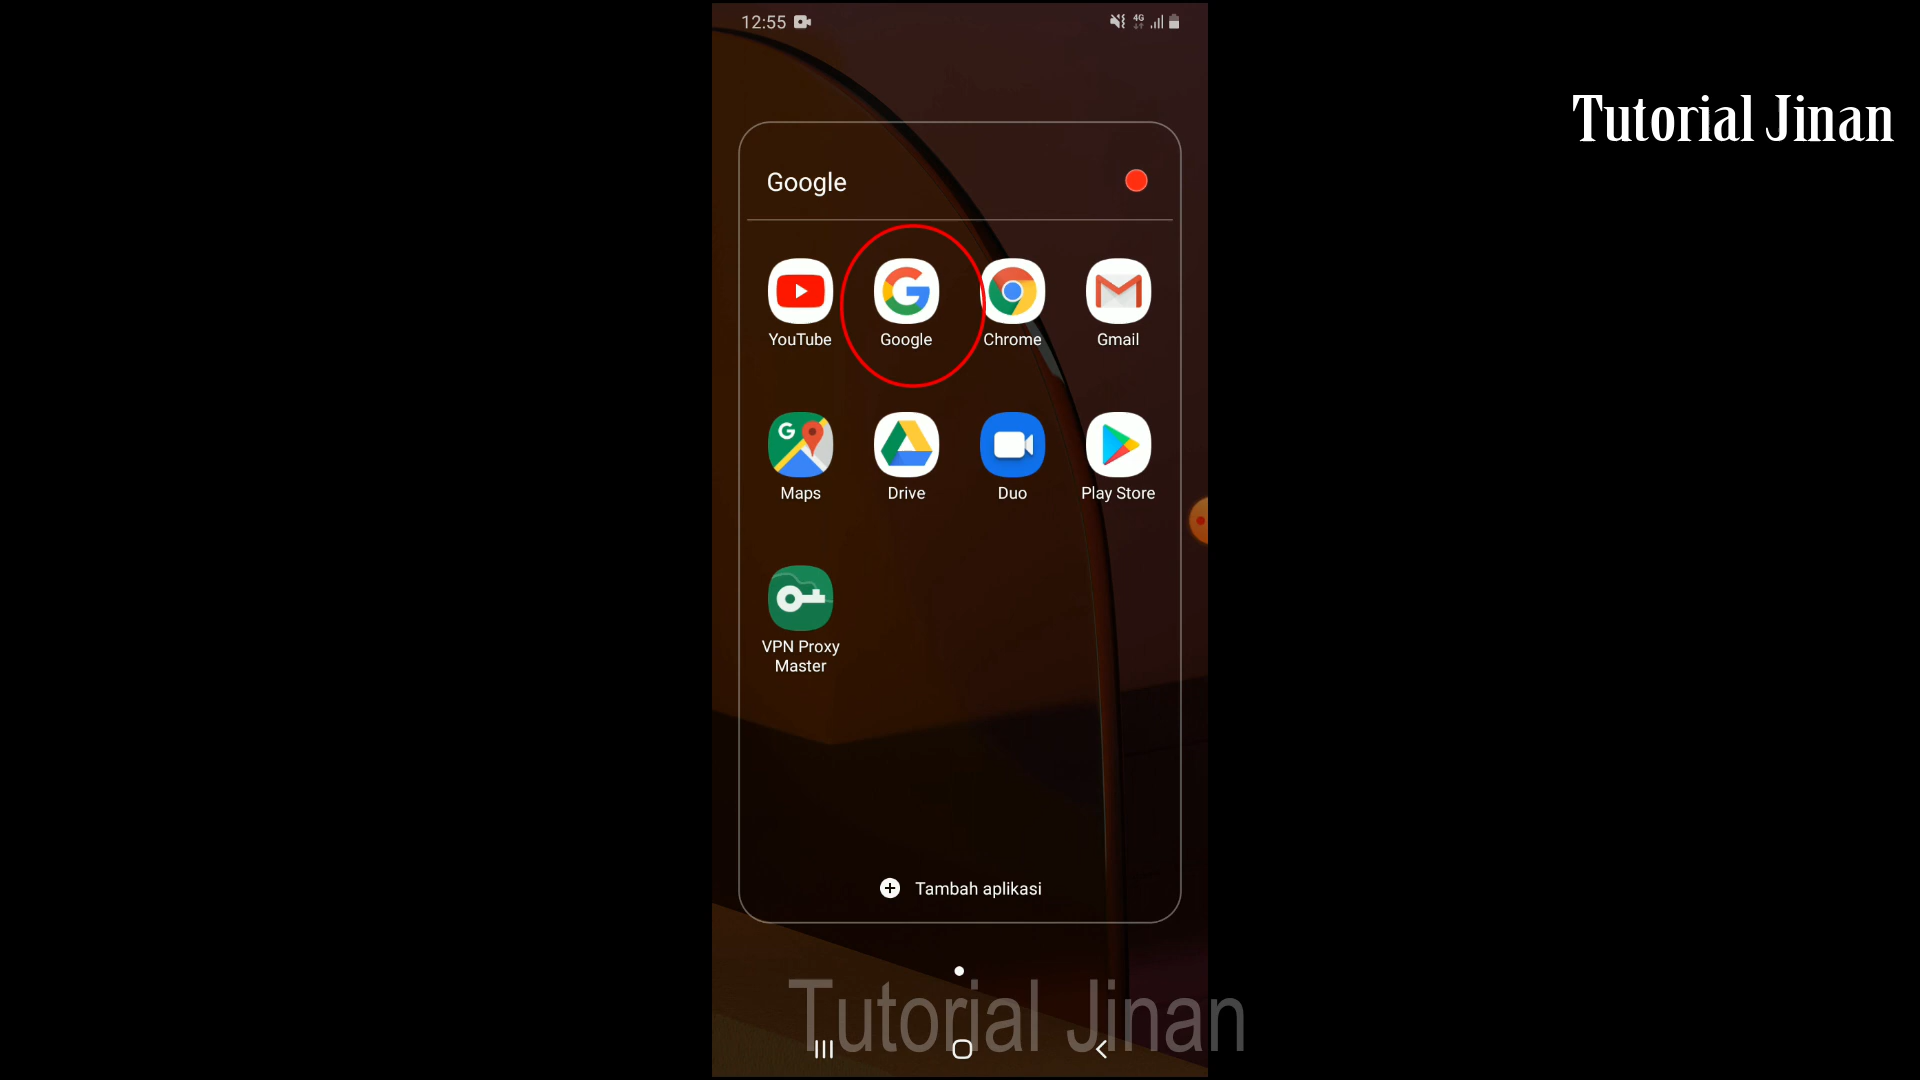 12:55
4G
Tutorial Jinan
Google
YouTube
Google
Chrome
Gmail
Maps
Drive
Duo
Play Store
VPN Proxy
Master
Tambah aplikasi
Tutorial Jinan